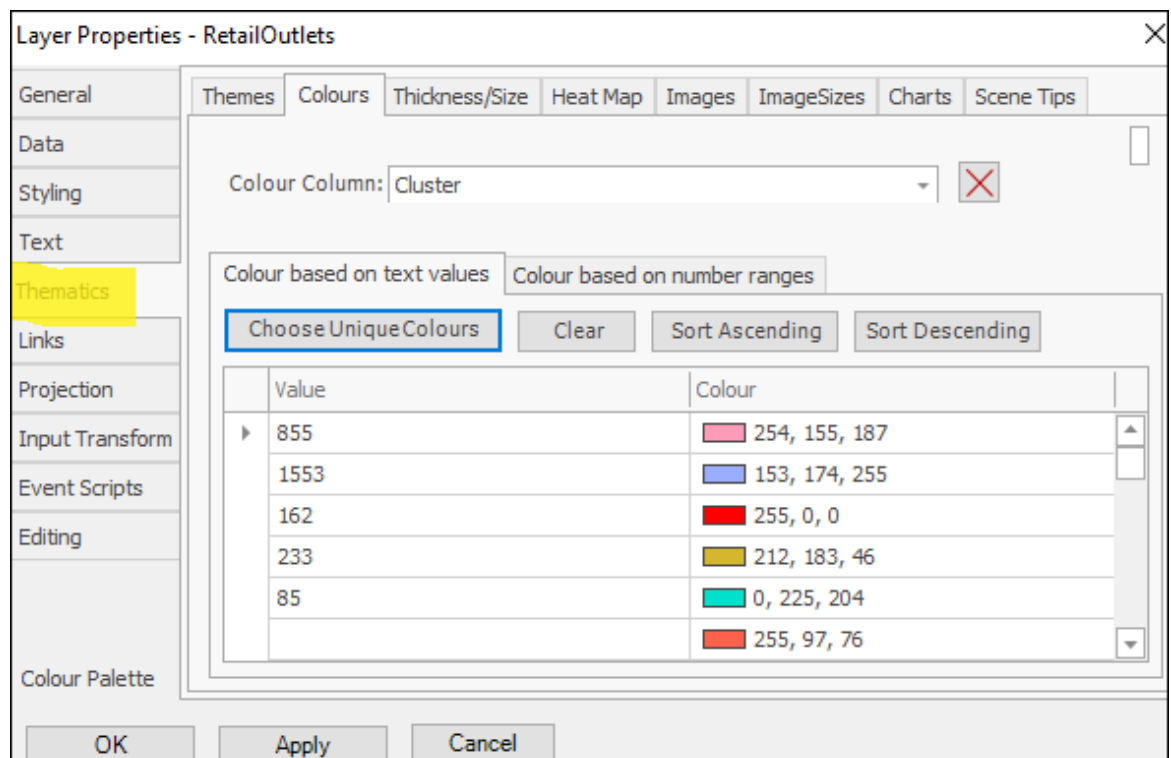 Layer Properties - RetailOutlets
General
Data
Styling
Text
Thematics
Links
Projection
Input Transform
Event Scripts
Editing
Colour Palette
Themes Colours Thickness/Size Heat Map Images ImageSizes Charts Scene Tips
Colour Column: Cluster
Colour based on text values Colour based on number ranges
Choose Unique Colours Clear Sort Ascending Sort Descending
Value Colour
855 254, 155, 187
1553 153, 174, 255
162 255, 0, 0
233 212, 183, 46
85 0, 225, 204
255, 97, 76
OK Apply Cancel